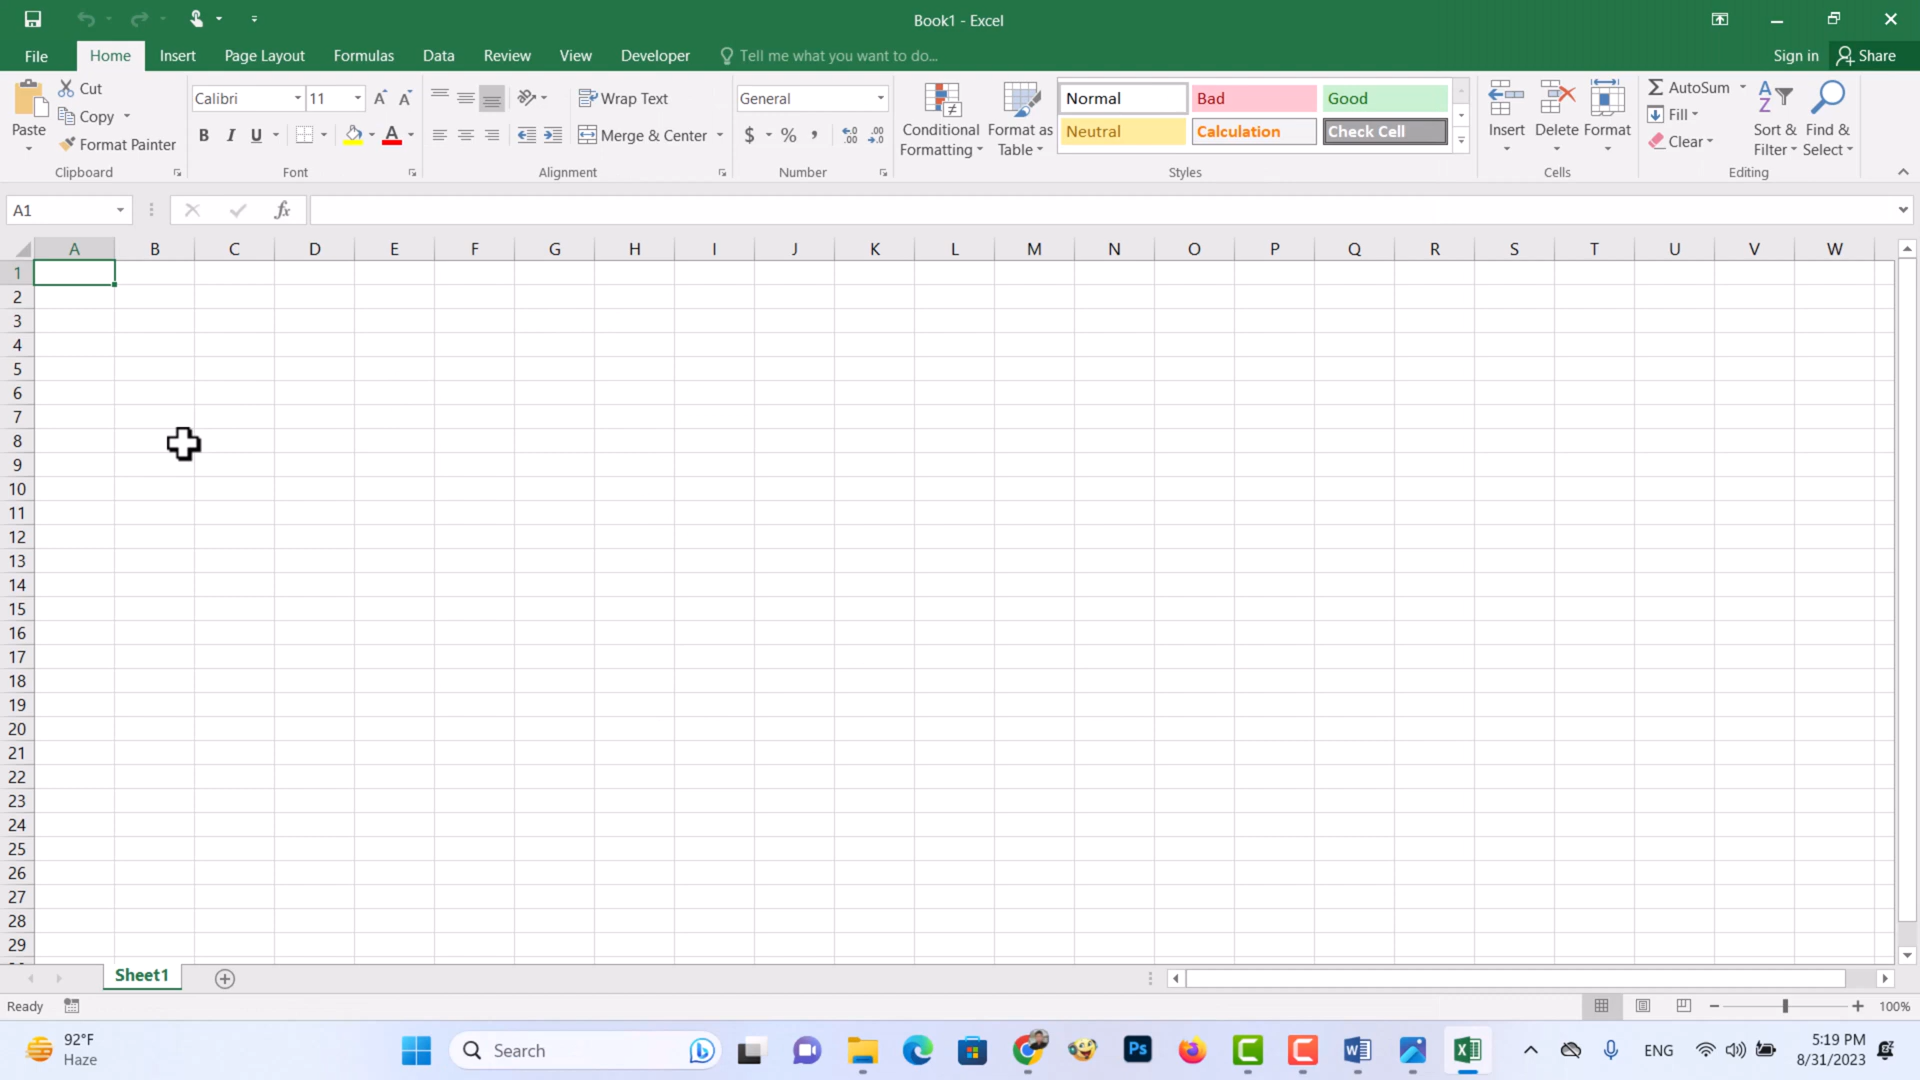 Book1 - Excel
File Home Insert Page Layout Formulas Data Review View Developer Tell me what you want to do... Sign in Share
Paste
Cut
Copy
Format Painter
Clipboard
Calibri 11
B I U
Font
Wrap Text
Merge & Center
Alignment
General
$ % ,
Number
Conditional Formatting
Format as Table
Normal Bad Good
Neutral Calculation Check Cell
Styles
Insert Delete Format
Cells
AutoSum
Fill
Clear
Sort & Filter
Find & Select
Editing
A1
fx
A B C D E F G H I J K L M N O P Q R S T U V W
1
2
3
4
5
6
7
8
9
10
11
12
13
14
15
16
17
18
19
20
21
22
23
24
25
26
27
28
29
Sheet1
Ready
100%
92°F
Haze
Search
Ps
ENG
5:19 PM
8/31/2023